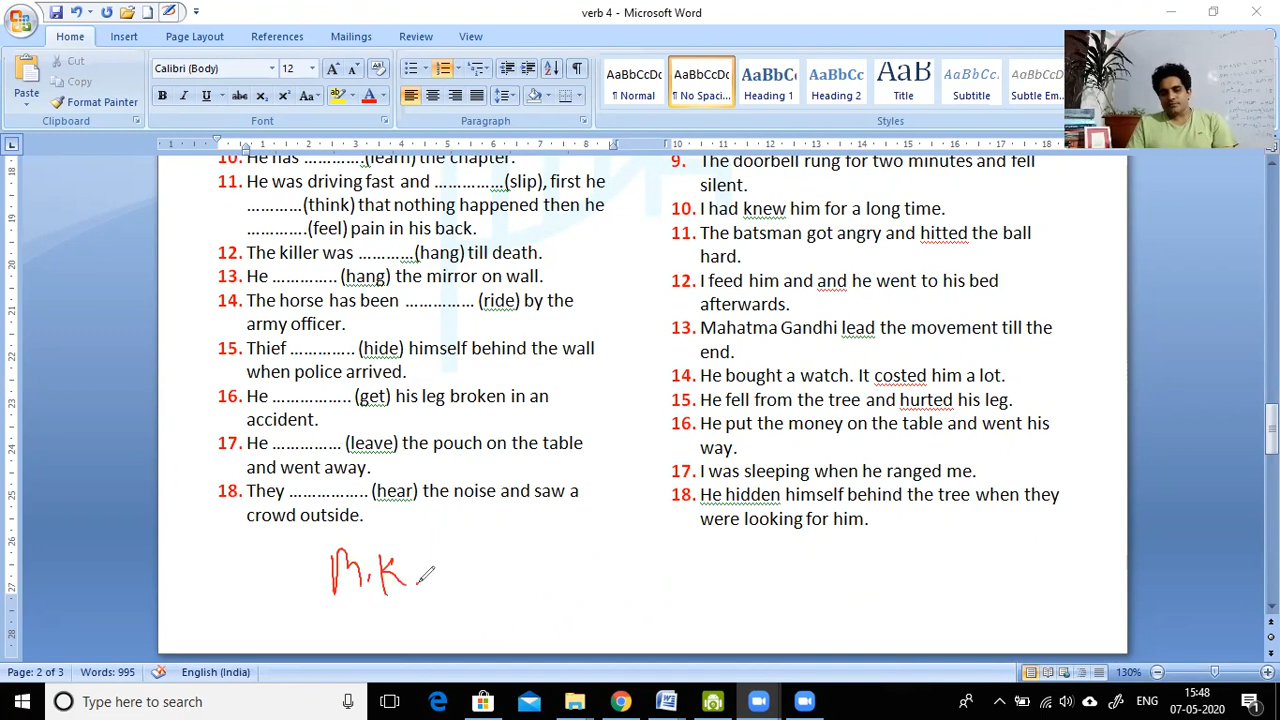 verb 4 - Microsoft Word
Home Insert Page Layout References Mailings Review View
Paste
Cut
Copy
Format Painter
Clipboard
Calibri (Body) 12
Font
Paragraph
AaBbCcDc
¶ Normal
AaBbCcDc
¶ No Spaci...
AaBbCc
Heading 1
AaBbCc
Heading 2
AaB
Title
AaBbCc
Subtitle
AaBbCcDc
Subtle Em...
Styles
10. He has ………….(learn) the chapter.
11. He was driving fast and ……………(slip), first he
…………(think) that nothing happened then he
………….(feel) pain in his back.
12. The killer was …………(hang) till death.
13. He ………….. (hang) the mirror on wall.
14. The horse has been …………… (ride) by the
army officer.
15. Thief ………….. (hide) himself behind the wall
when police arrived.
16. He …………….. (get) his leg broken in an
accident.
17. He …………… (leave) the pouch on the table
and went away.
18. They …………….. (hear) the noise and saw a
crowd outside.
M.K.
9. The doorbell rung for two minutes and fell
silent.
10. I had knew him for a long time.
11. The batsman got angry and hitted the ball
hard.
12. I feed him and and he went to his bed
afterwards.
13. Mahatma Gandhi lead the movement till the
end.
14. He bought a watch. It costed him a lot.
15. He fell from the tree and hurted his leg.
16. He put the money on the table and went his
way.
17. I was sleeping when he ranged me.
18. He hidden himself behind the tree when they
were looking for him.
Page: 2 of 3 Words: 995 English (India) 130%
Type here to search
ENG
15:48
07-05-2020